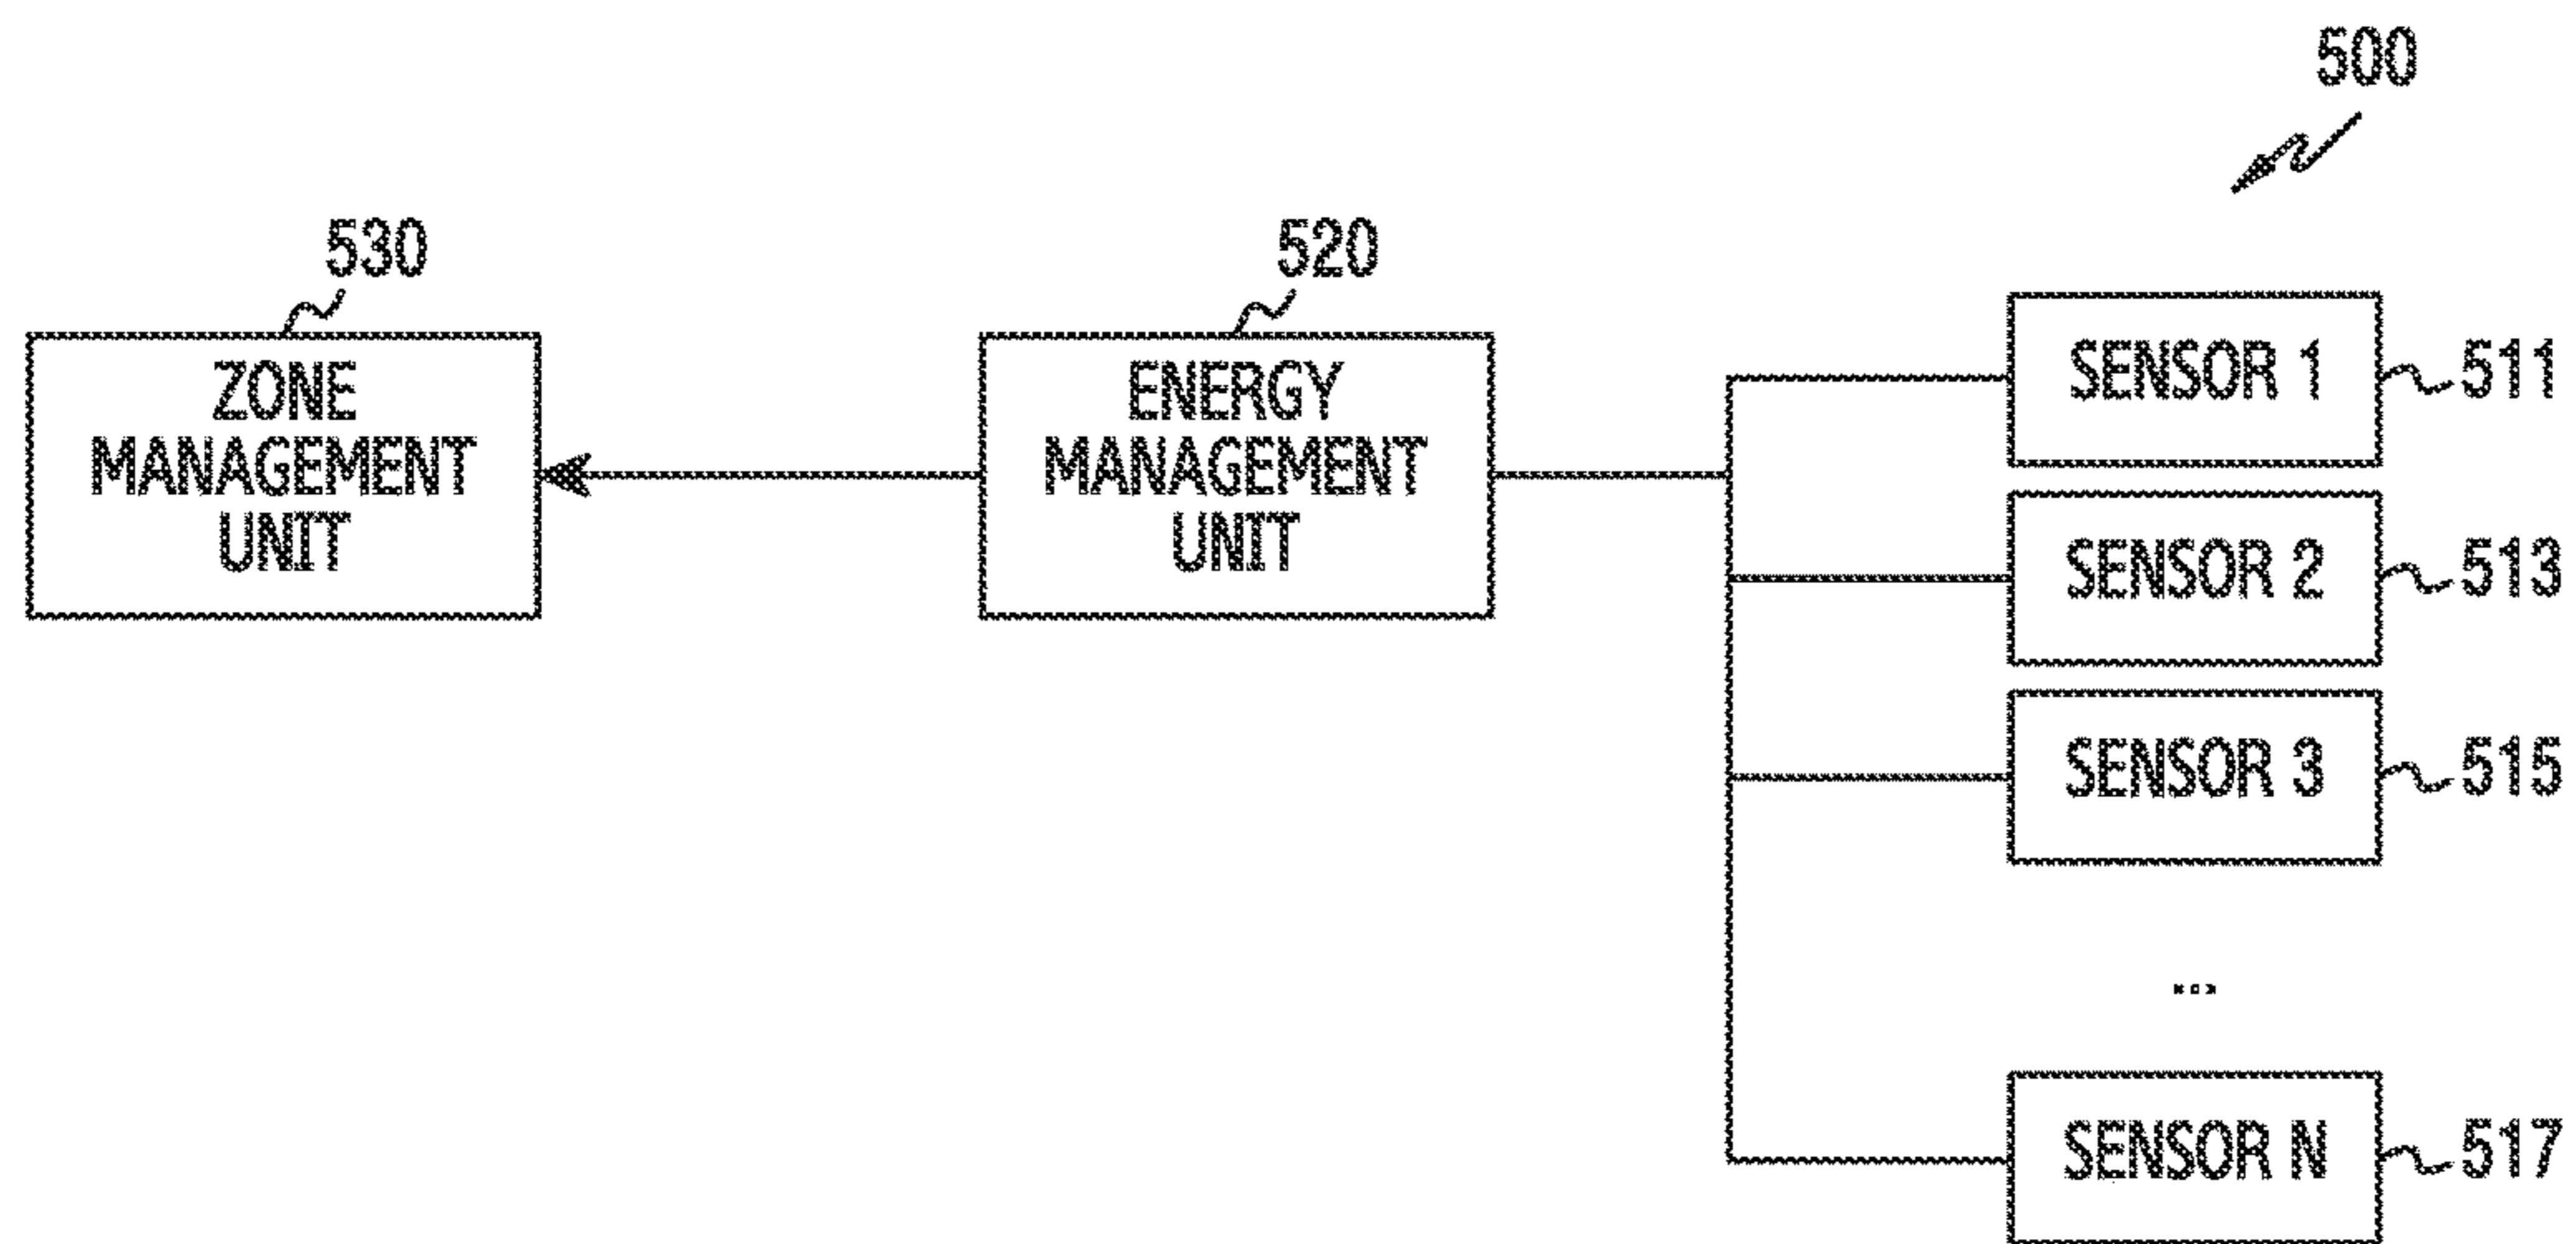 500
530
520
ZONE
MANAGEMENT
UNIT
ENERGY
MANAGEMENT
UNIT
SENSOR 1
511
SENSOR 2
513
SENSOR 3
515
...
SENSOR N
517